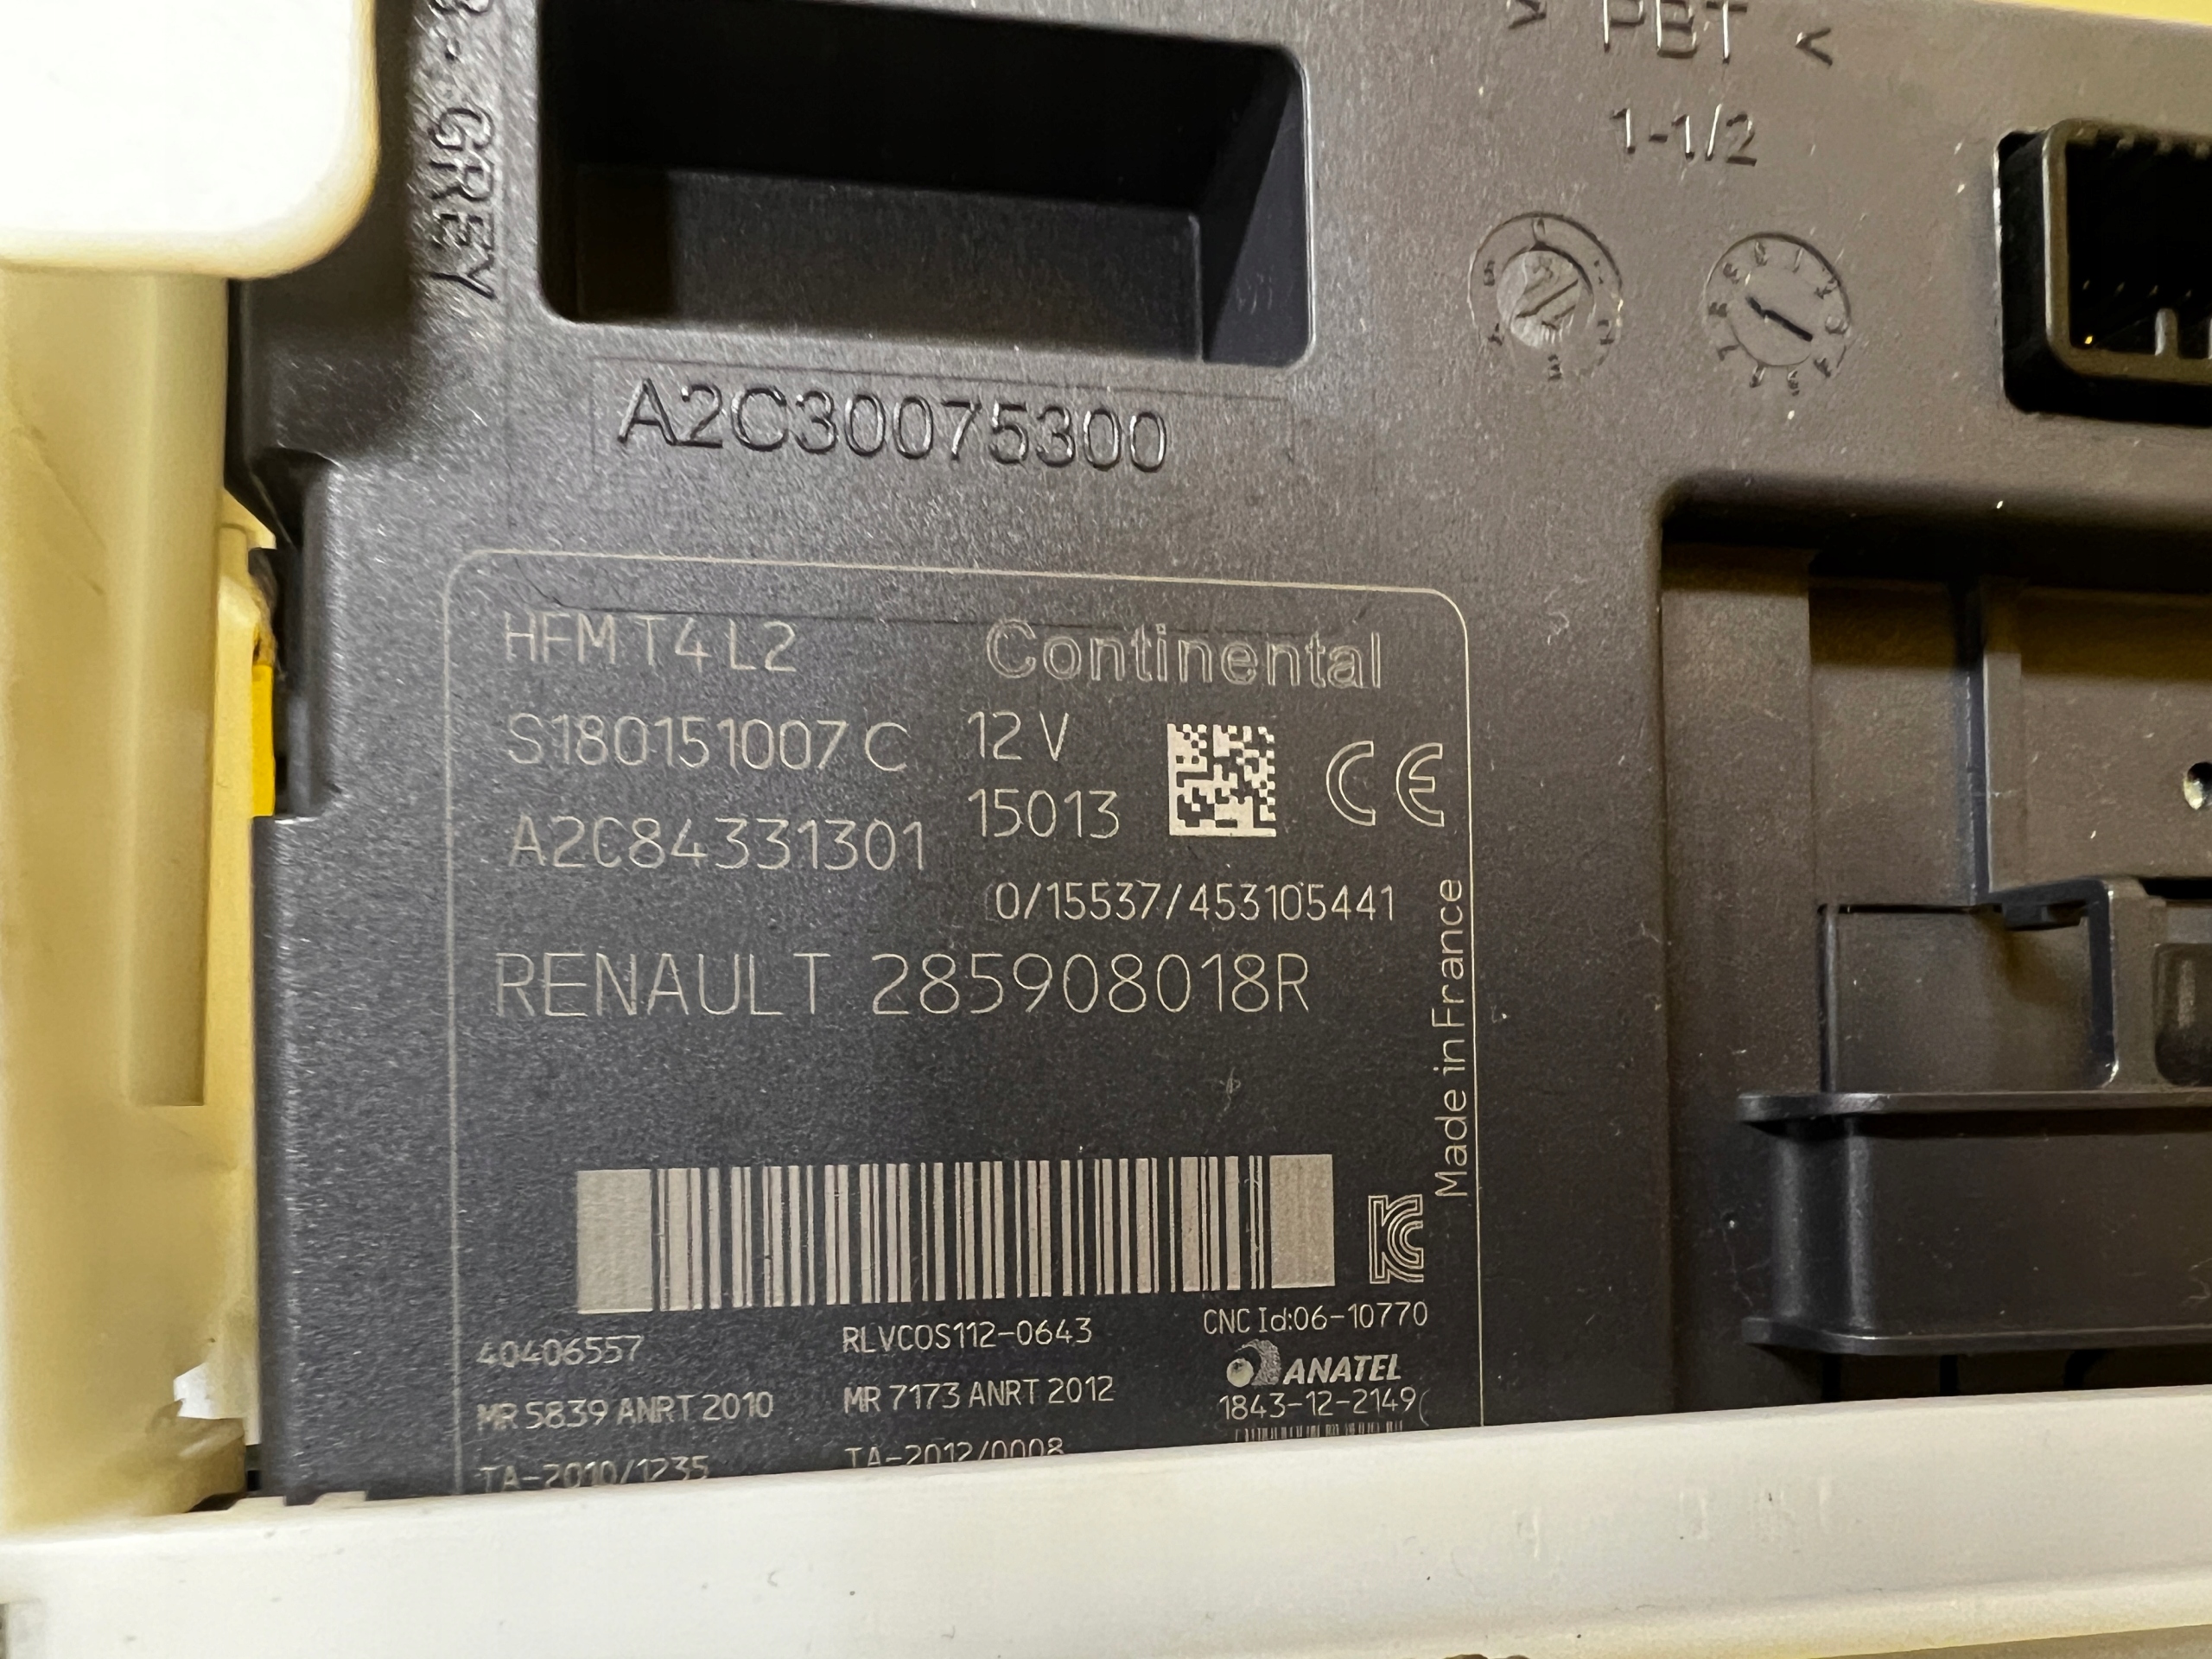 GREY
> PBT <
1-1/2
A2C30075300
HFM T4 L2
Continental
S180151007 C
12 V
15013
CE
A2C84331301
0/15537/453105441
RENAULT 285908018R
Made in France
40406557
RLVCOS112-0643
CNC Id:06-10770
ANATEL
MR 5839 ANRT 2010
MR 7173 ANRT 2012
1843-12-2149
TA-2010/1235
TA-2012/0008